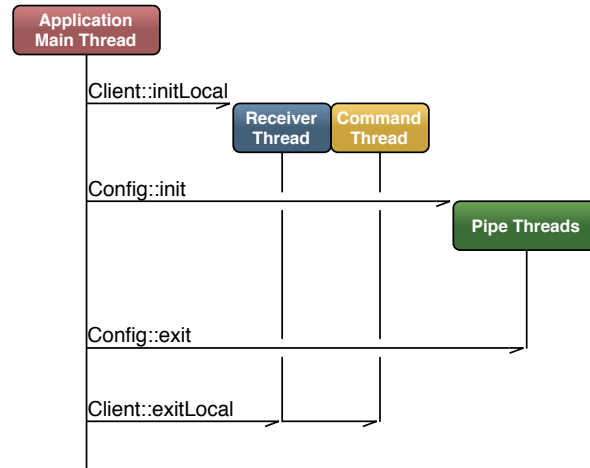 Application
Main Thread
Client::initLocal
Receiver
Thread
Command
Thread
Config::init
Pipe Threads
Config::exit
Client::exitLocal